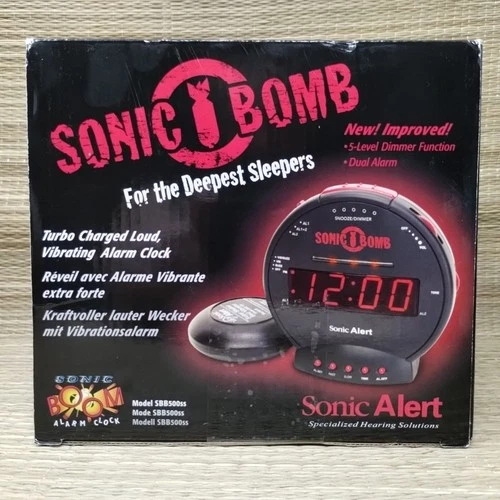 SONIC BOMB
For the Deepest Sleepers
New! Improved!
• 5-Level Dimmer Function
• Dual Alarm
Turbo Charged Loud,
Vibrating Alarm Clock
Réveil avec Alarme Vibrante
extra forte
Kraftvoller lauter Wecker
mit Vibrationsalarm
SNOOZE/DIMMER
SONIC BOMB
12:00
Sonic Alert
SONIC
BOOM
ALARM CLOCK
Model SBB500ss
Mode SBB500ss
Modell SBB500ss
Sonic Alert
Specialized Hearing Solutions